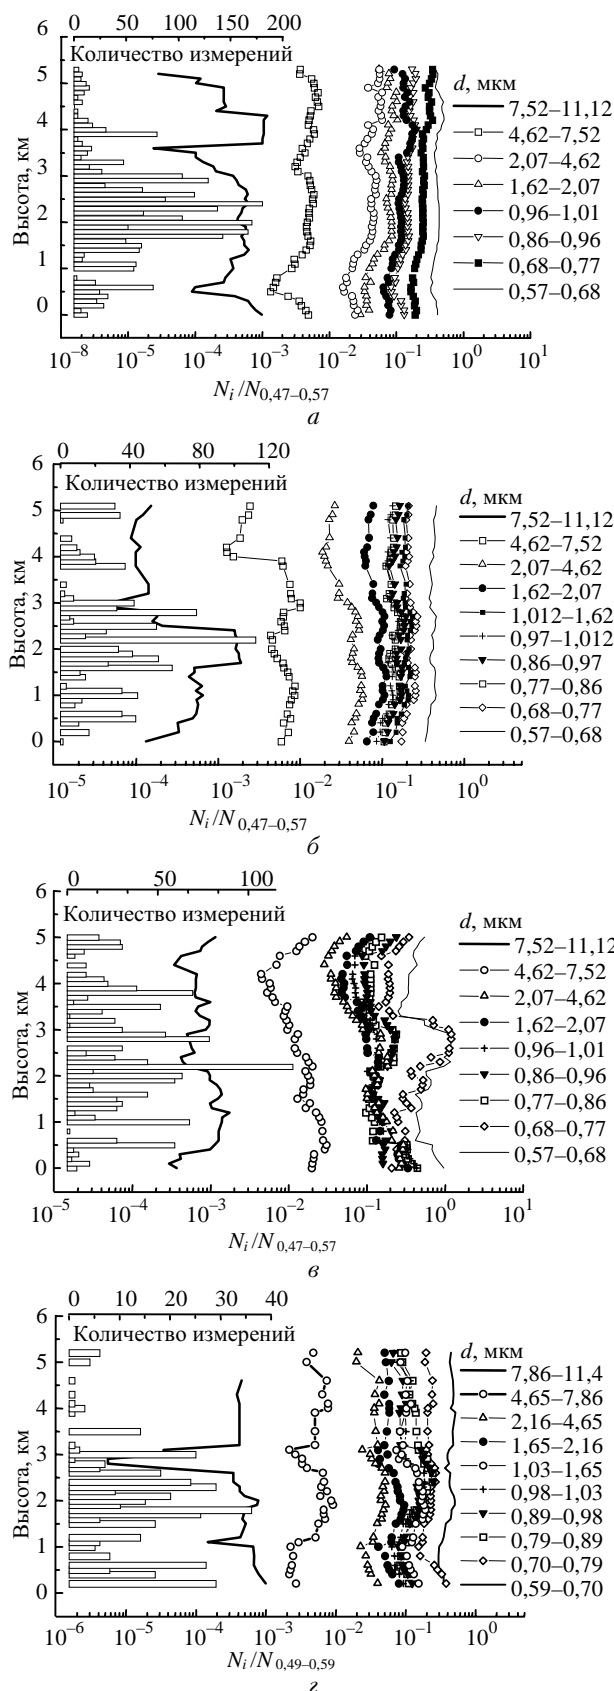 0 50 100 150 200
Количество измерений
6
5
4
3
2
1
0
Высота, км
d, мкм
7,52–11,12
4,62–7,52
2,07–4,62
1,62–2,07
0,96–1,01
0,86–0,96
0,68–0,77
0,57–0,68
10⁻⁸ 10⁻⁶ 10⁻⁴ 10⁻³ 10⁻² 10⁻¹ 10⁰ 10¹
Nᵢ/N0,47–0,57
а
0 40 80 120
Количество измерений
6
5
4
3
2
1
0
Высота, км
d, мкм
7,52–11,12
4,62–7,52
2,07–4,62
1,62–2,07
1,012–1,62
0,97–1,012
0,86–0,97
0,77–0,86
0,68–0,77
0,57–0,68
10⁻⁵ 10⁻⁴ 10⁻³ 10⁻² 10⁻¹ 10⁰
Nᵢ/N0,47–0,57
б
0 30 60 100
Количество измерений
6
5
4
3
2
1
0
Высота, км
d, мкм
7,52–11,12
4,62–7,52
2,07–4,62
1,62–2,07
0,96–1,01
0,86–0,96
0,77–0,86
0,68–0,77
0,57–0,68
10⁻⁵ 10⁻⁴ 10⁻³ 10⁻² 10⁻¹ 10⁰ 10¹
Nᵢ/N0,47–0,57
в
0 10 20 30 40
Количество измерений
6
5
4
3
2
1
0
Высота, км
d, мкм
7,86–11,4
4,65–7,86
2,16–4,65
1,65–2,16
1,03–1,65
0,98–1,03
0,89–0,98
0,79–0,89
0,70–0,79
0,59–0,70
10⁻⁶ 10⁻⁵ 10⁻⁴ 10⁻³ 10⁻² 10⁻¹ 10⁰
Nᵢ/N0,49–0,59
г